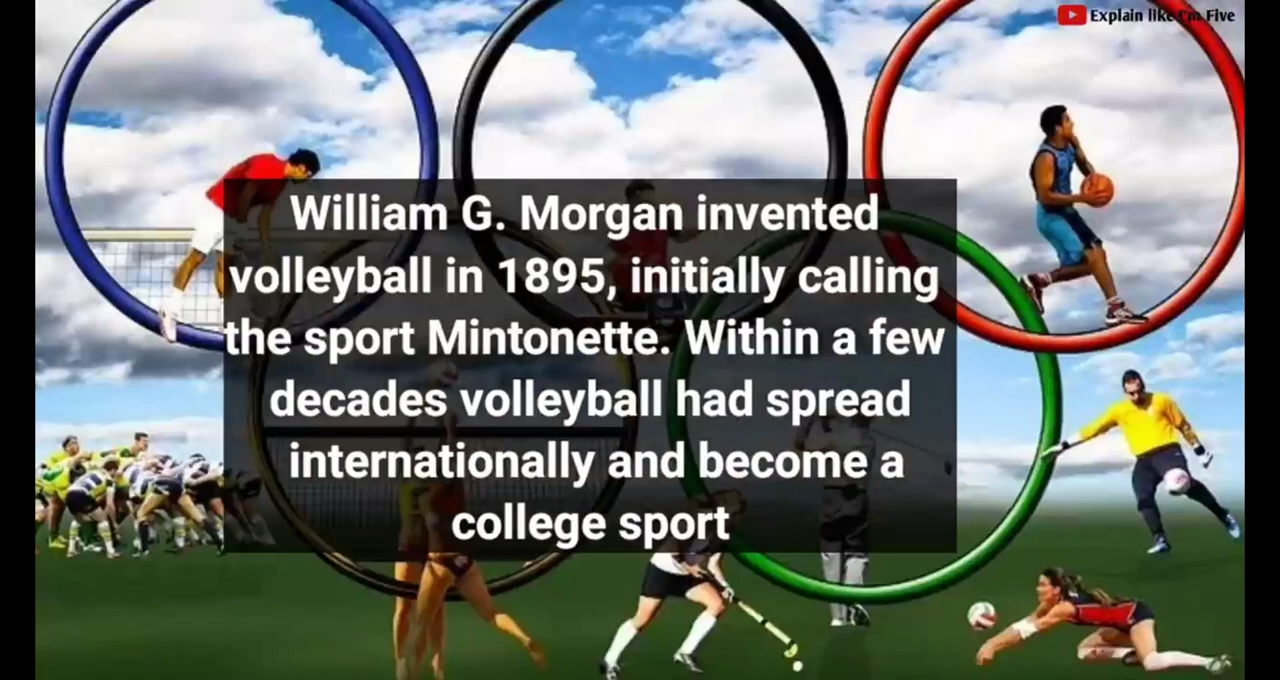 Explain like I'm Five
William G. Morgan invented
volleyball in 1895, initially calling
the sport Mintonette. Within a few
decades volleyball had spread
internationally and become a
college sport